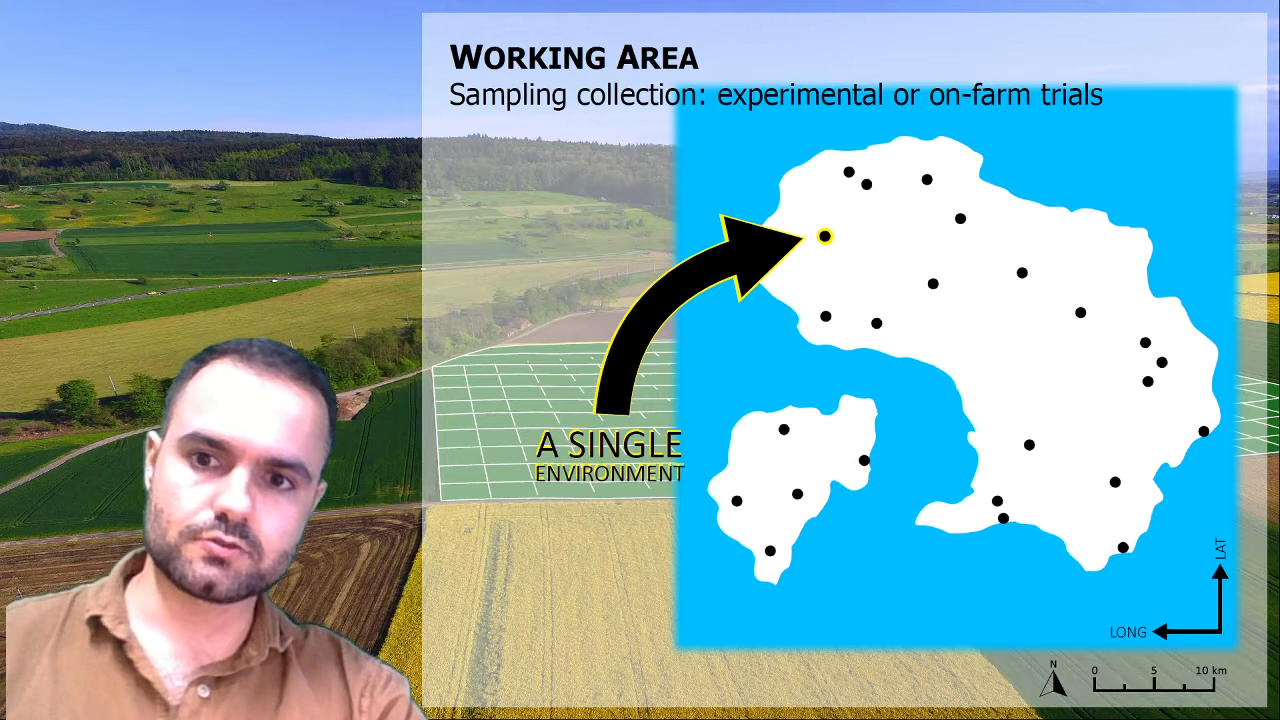 WORKING AREA
Sampling collection: experimental or on-farm trials
A SINGLE
ENVIRONMENT
LAT
LONG
N
0 5 10 km